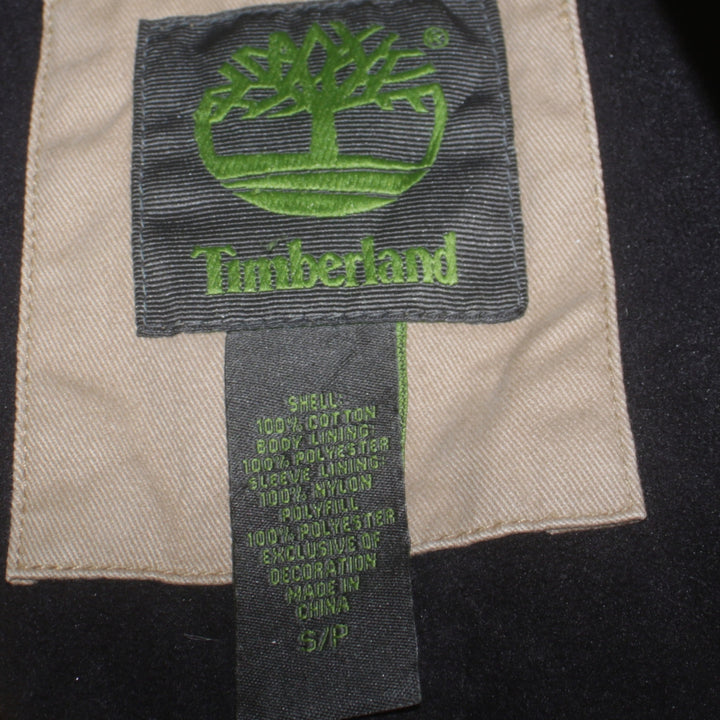 ®
Timberland
SHELL:
100% COTTON
BODY LINING
100% POLYESTER
SLEEVE LINING
100% NYLON
POLYFILL
100% POLYESTER
EXCLUSIVE OF
DECORATION
MADE IN
CHINA
S/P